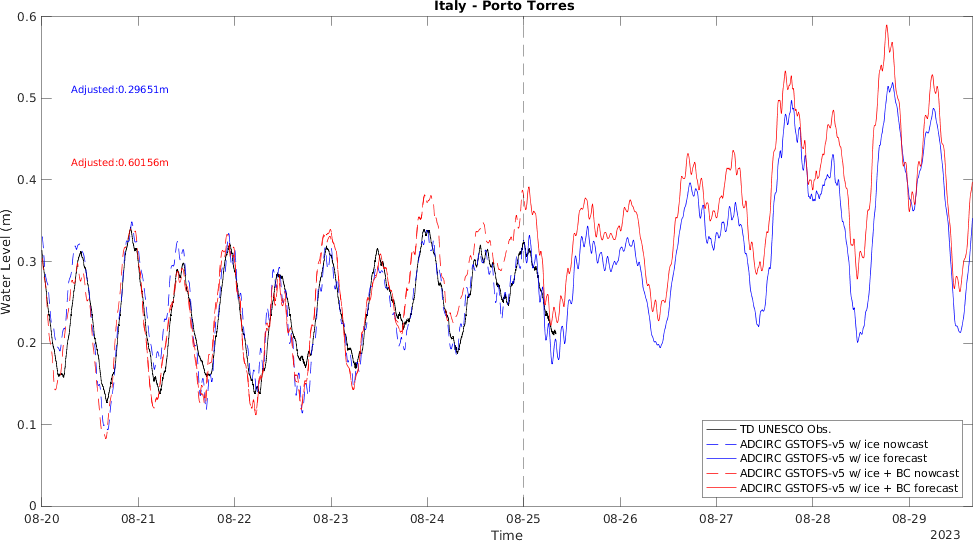 Italy - Porto Torres
0.6
0.5
0.4
0.3
0.2
0.1
0
Water Level (m)
Adjusted:0.29651m
Adjusted:0.60156m
TD UNESCO Obs.
ADCIRC GSTOFS-v5 w/ ice nowcast
ADCIRC GSTOFS-v5 w/ ice forecast
ADCIRC GSTOFS-v5 w/ ice + BC nowcast
ADCIRC GSTOFS-v5 w/ ice + BC forecast
08-20 08-21 08-22 08-23 08-24 08-25 08-26 08-27 08-28 08-29
Time
2023